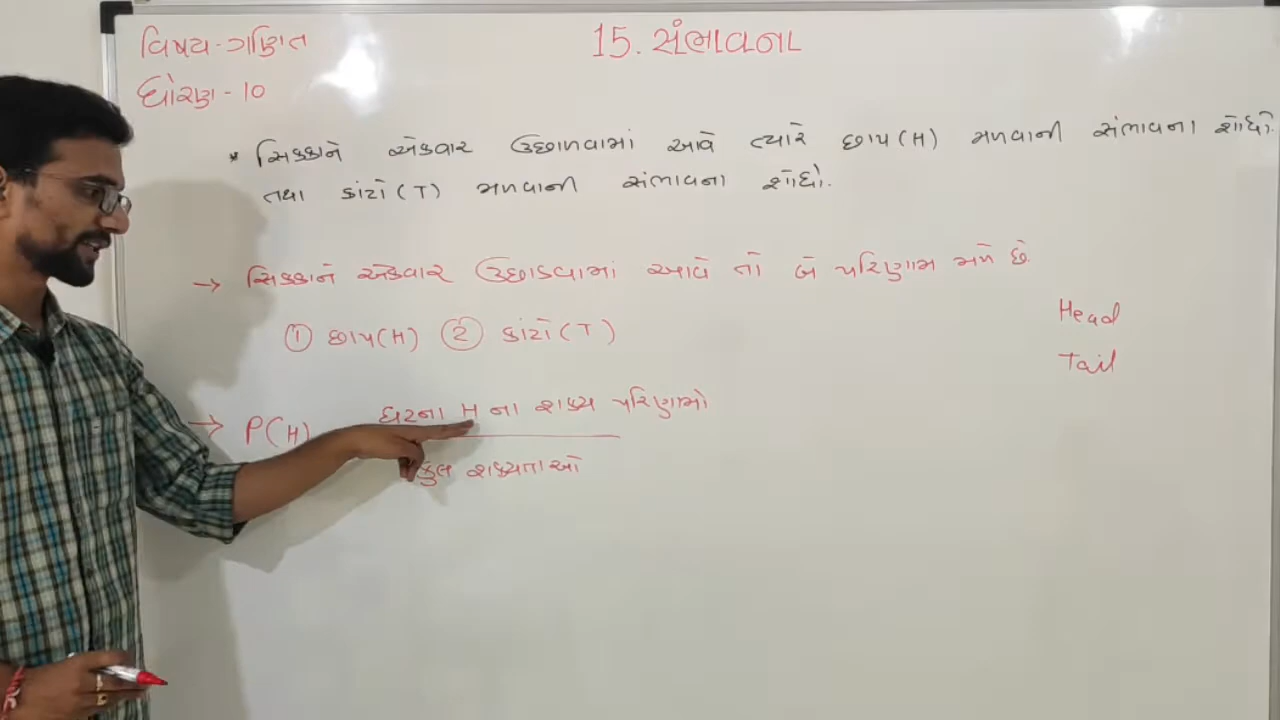 વિષય-ગણિત
15. સંભાવના
ધોરણ - 10
* સિક્કાને એકવાર ઉછાળવામાં આવે ત્યારે છાપ(H) મળવાની સંભાવના શોધો.
તથા કાંટો(T) મળવાની સંભાવના શોધો.
→ સિક્કાને એકવાર ઉછાડવામાં આવે તો બે પરિણામ મળે છે
① છાપ(H) ② કાંટો(T)
Head
Tail
→ P(H) ઘટના H ના શક્ય પરિણામો
કુલ શક્યતાઓ